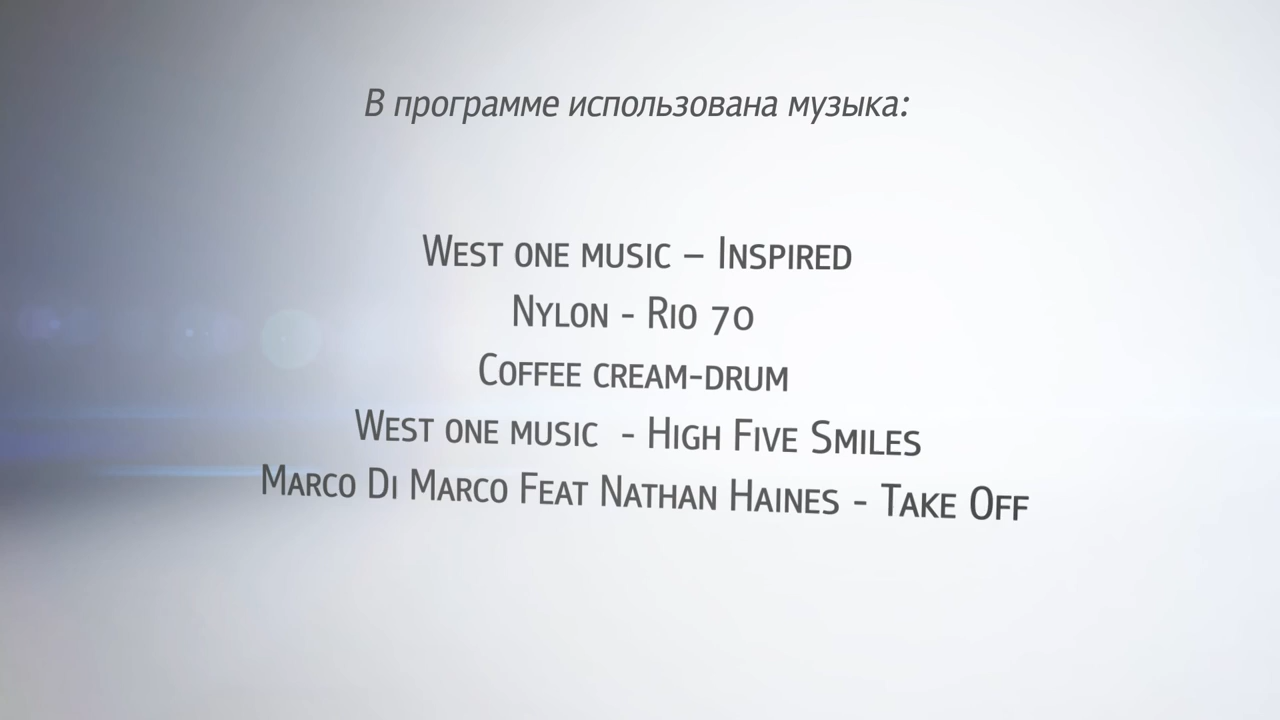 В программе использована музыка:
West one music – Inspired
Nylon - Rio 70
Coffee cream-drum
West one music - High Five Smiles
Marco Di Marco Feat Nathan Haines - Take Off